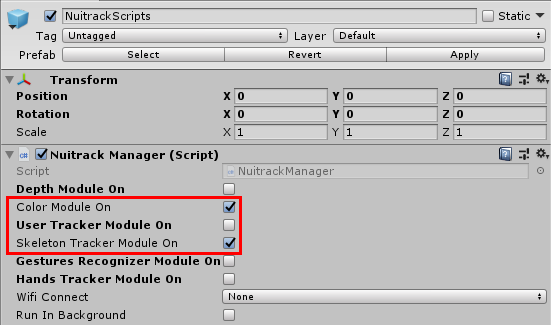 NuitrackScripts Static
Tag Untagged Layer Default
Prefab Select Revert Apply
Transform
Position X 0 Y 0 Z 0
Rotation X 0 Y 0 Z 0
Scale X 1 Y 1 Z 1
C# Nuitrack Manager (Script)
Script NuitrackManager
Depth Module On
Color Module On
User Tracker Module On
Skeleton Tracker Module On
Gestures Recognizer Module On
Hands Tracker Module On
Wifi Connect None
Run In Background